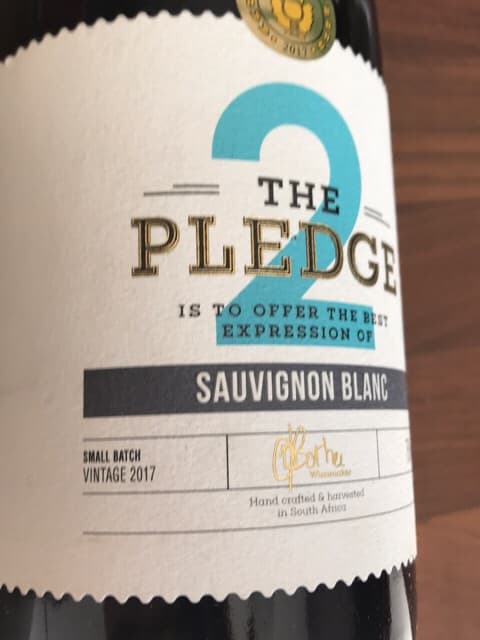 2017
2
THE
PLEDGE
IS TO OFFER THE BEST
EXPRESSION OF
SAUVIGNON BLANC
SMALL BATCH
VINTAGE 2017
Winemaker
Hand crafted & harvested
in South Africa